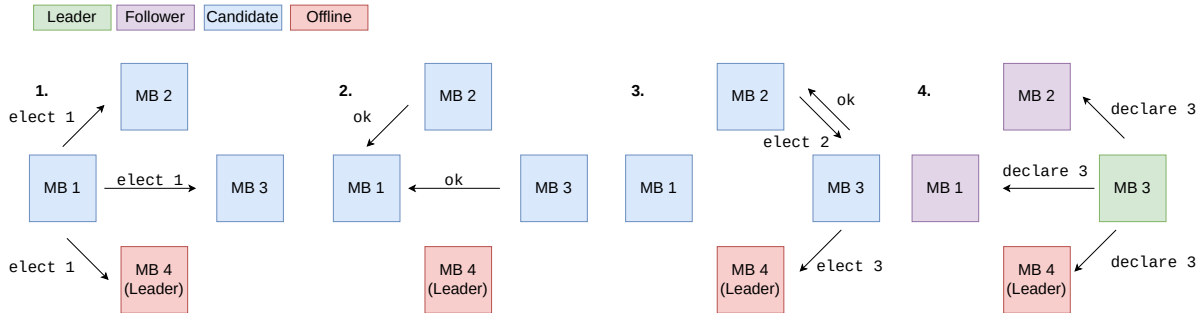 Leader
Follower
Candidate
Offline
1.
MB 2
elect 1
MB 1
elect 1
MB 3
elect 1
MB 4
(Leader)
2.
MB 2
ok
MB 1
ok
MB 3
MB 4
(Leader)
3.
MB 2
ok
elect 2
MB 1
MB 3
MB 4
(Leader)
elect 3
4.
MB 2
declare 3
declare 3
MB 1
MB 3
MB 4
(Leader)
declare 3